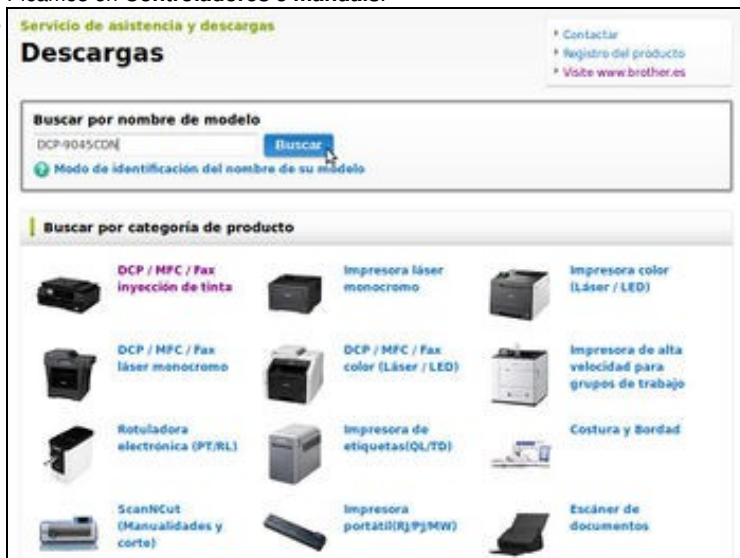 Picamos en Controladores o Manuals.
Servicio de asistencia y descargas
Descargas
Contactar
Registro del producto
Visite www.brother.es
Buscar por nombre de modelo
DCP-9045CDN
Buscar
Modo de identificación del nombre de su modelo
Buscar por categoría de producto
DCP / MFC / Fax
inyección de tinta
Impresora láser
monocromo
Impresora color
(Láser / LED)
DCP / MFC / Fax
láser monocromo
DCP / MFC / Fax
color (Láser / LED)
Impresora de alta
velocidad para
grupos de trabajo
Rotuladora
electrónica (PT/RL)
Impresora de
etiquetas(QL/TD)
Costura y Bordad
ScanNCut
(Manualidades y
corte)
Impresora
portátil(RJ/PJ/MW)
Escáner de
documentos